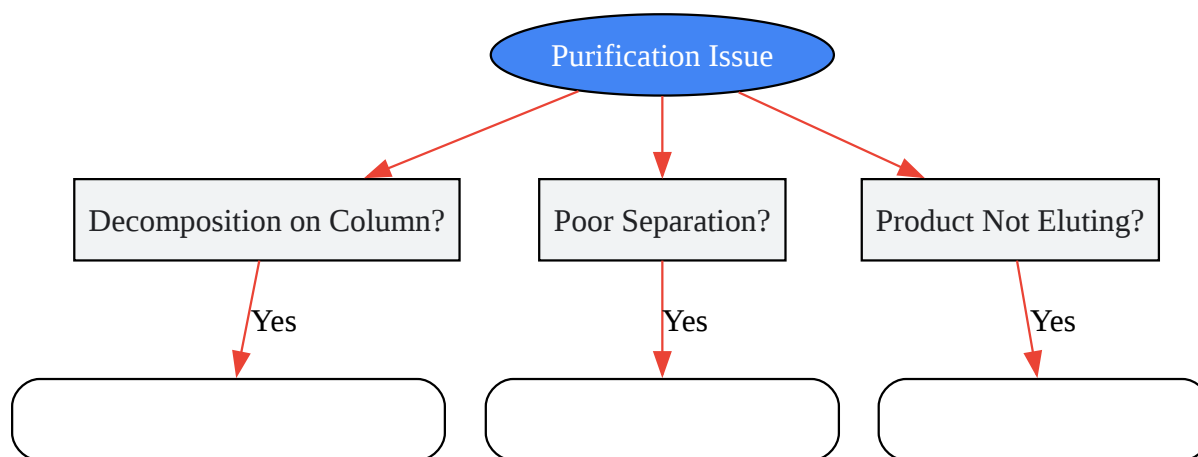 Purification Issue
Decomposition on Column?
Poor Separation?
Product Not Eluting?
Yes
Yes
Yes